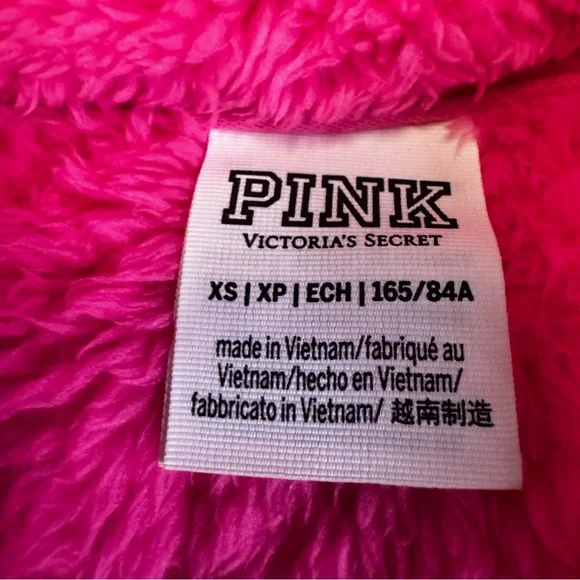 PINK
VICTORIA'S SECRET
XS | XP | ECH | 165/84A
made in Vietnam/fabriqué au
Vietnam/hecho en Vietnam/
fabbricato in Vietnam/ 越南制造